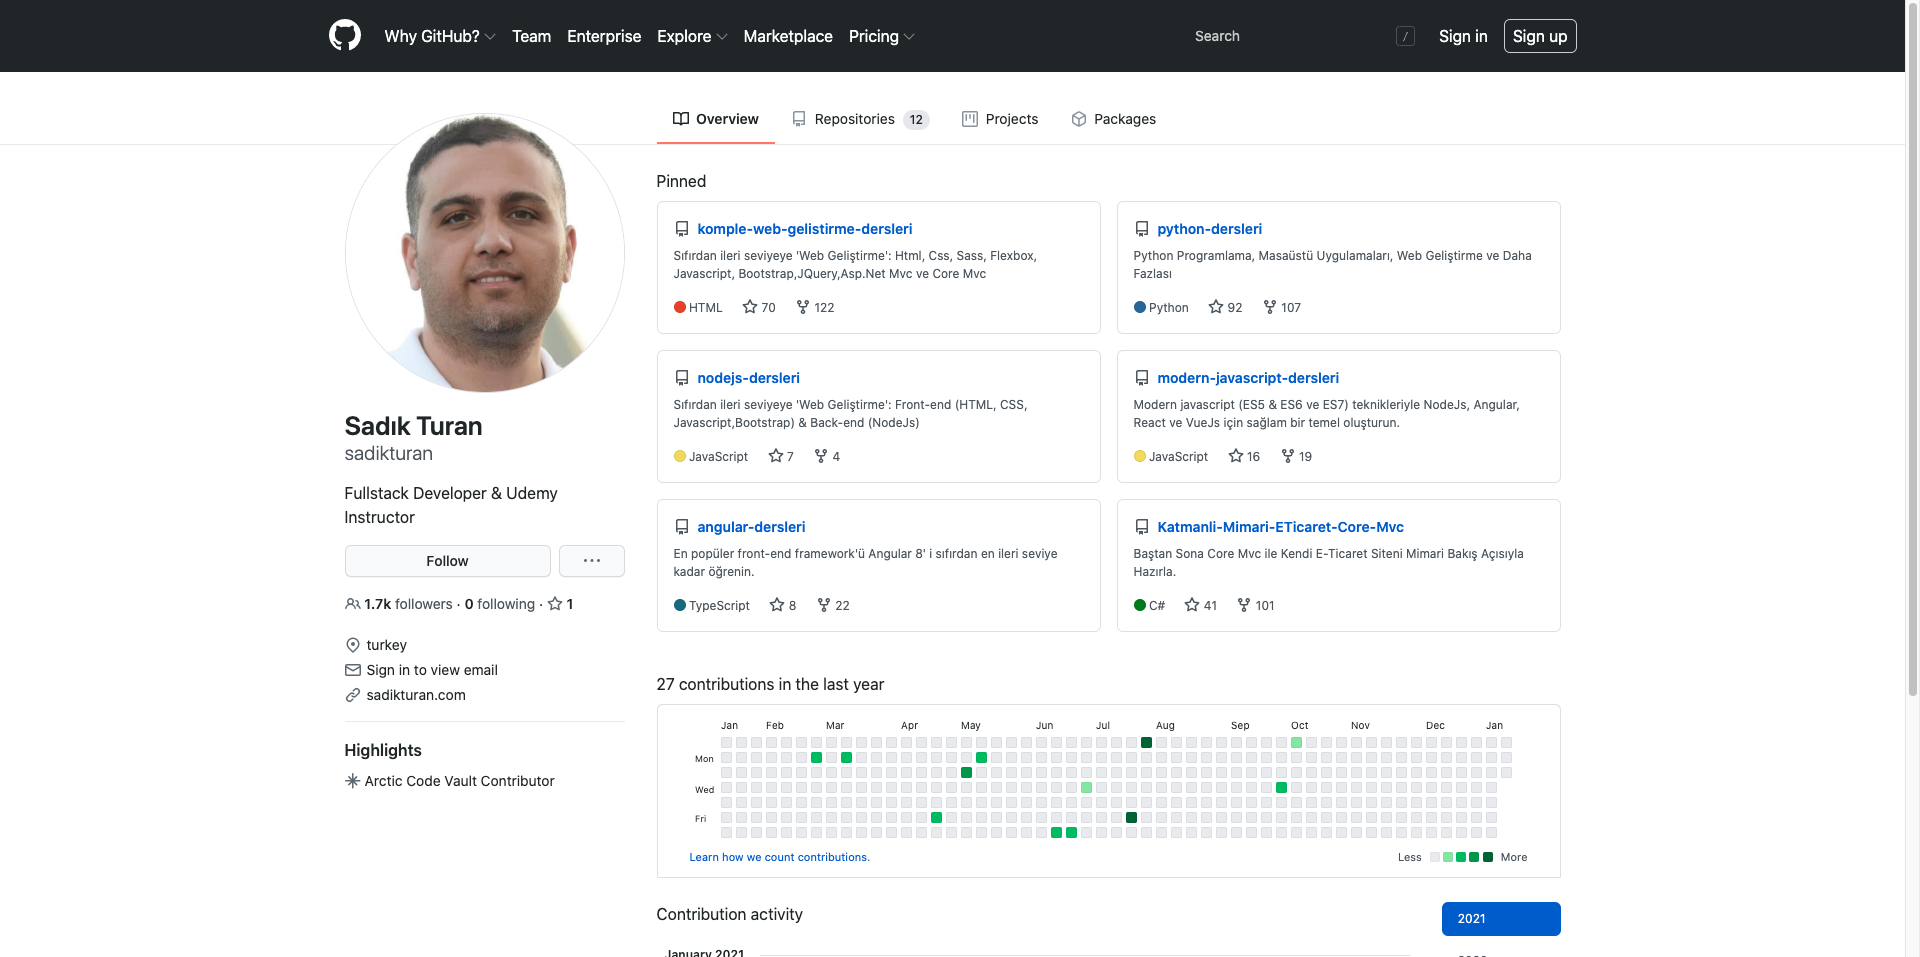 Why GitHub? Team Enterprise Explore Marketplace Pricing Search / Sign in Sign up
Overview Repositories 12 Projects Packages
Sadık Turan
sadikturan
Fullstack Developer & Udemy
Instructor
Follow ...
1.7k followers · 0 following · 1
turkey
Sign in to view email
sadikturan.com
Highlights
Arctic Code Vault Contributor
Pinned
komple-web-gelistirme-dersleri
Sıfırdan ileri seviyeye 'Web Geliştirme': Html, Css, Sass, Flexbox,
Javascript, Bootstrap,JQuery,Asp.Net Mvc ve Core Mvc
HTML 70 122
python-dersleri
Python Programlama, Masaüstü Uygulamaları, Web Geliştirme ve Daha
Fazlası
Python 92 107
nodejs-dersleri
Sıfırdan ileri seviyeye 'Web Geliştirme': Front-end (HTML, CSS,
Javascript,Bootstrap) & Back-end (NodeJs)
JavaScript 7 4
modern-javascript-dersleri
Modern javascript (ES5 & ES6 ve ES7) teknikleriyle NodeJs, Angular,
React ve VueJs için sağlam bir temel oluşturun.
JavaScript 16 19
angular-dersleri
En popüler front-end framework'ü Angular 8' i sıfırdan en ileri seviye
kadar öğrenin.
TypeScript 8 22
Katmanli-Mimari-ETicaret-Core-Mvc
Baştan Sona Core Mvc ile Kendi E-Ticaret Siteni Mimari Bakış Açısıyla
Hazırla.
C# 41 101
27 contributions in the last year
Jan Feb Mar Apr May Jun Jul Aug Sep Oct Nov Dec Jan
Mon
Wed
Fri
Learn how we count contributions. Less More
Contribution activity
2021
January 2021